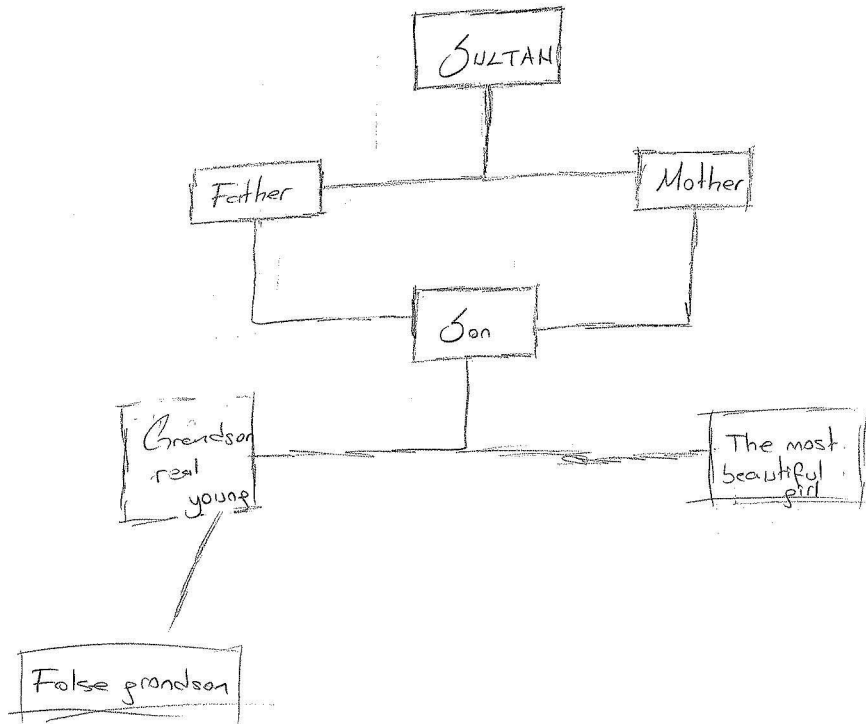 SULTAN
Father
Mother
Son
Grandson
real
young
The most
beautiful
girl
False grandson